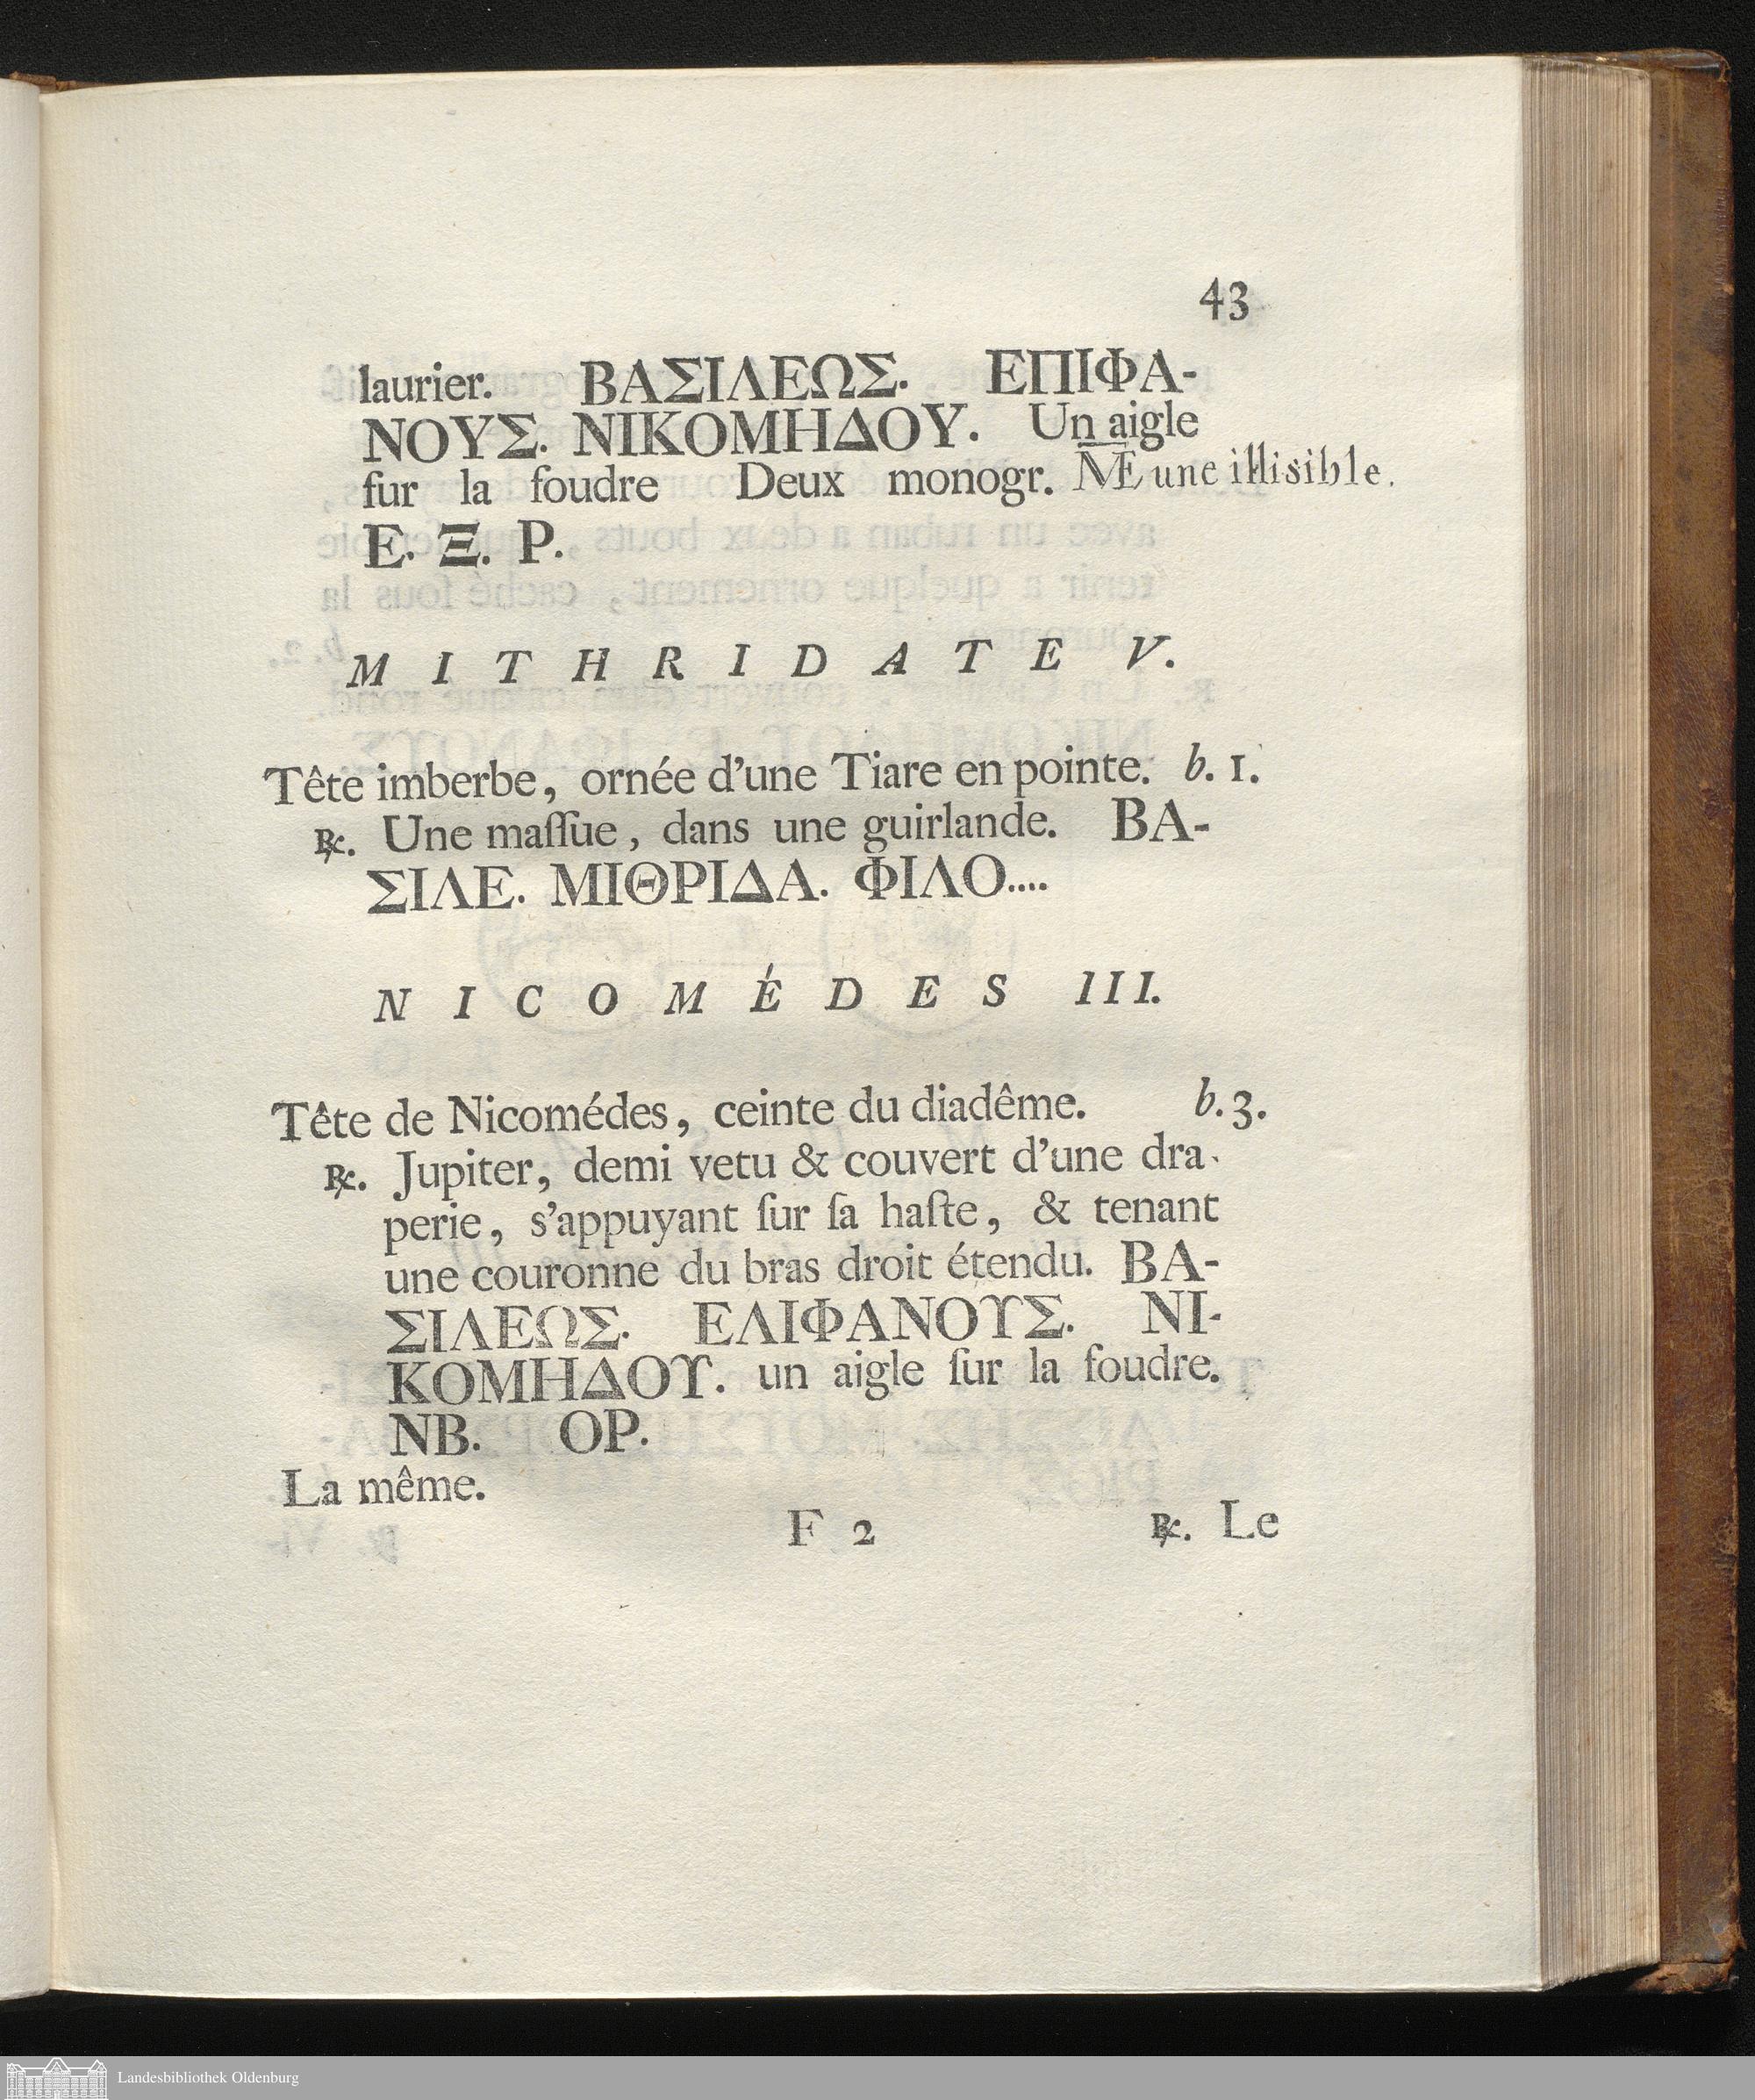 43
laurier. ΒΑΣΙΛΕΩΣ. ΕΠΙΦΑ-
ΝΟΥΣ. ΝΙΚΟΜΗΔΟΥ. Un aigle
fur la foudre Deux monogr. ME une illisible.
Ε. Ξ. Ρ.
MITHRIDATE V.
Tête imberbe, ornée d'une Tiare en pointe. b. 1.
℞. Une maſſue, dans une guirlande. ΒΑ-
ΣΙΛΕ. ΜΙΘΡΙΔΑ. ΦΙΛΟ....
NICOMÉDES III.
Tête de Nicomédes, ceinte du diadême. b. 3.
℞. Jupiter, demi vetu & couvert d'une dra-
perie, s'appuyant ſur ſa haſte, & tenant
une couronne du bras droit étendu. ΒΑ-
ΣΙΛΕΩΣ. ΕΛΙΦΑΝΟΥΣ. ΝΙ-
ΚΟΜΗΔΟΥ. un aigle ſur la foudre.
ΝΒ. ΟΡ.
La même.
F 2 ℞. Le
Landesbibliothek Oldenburg